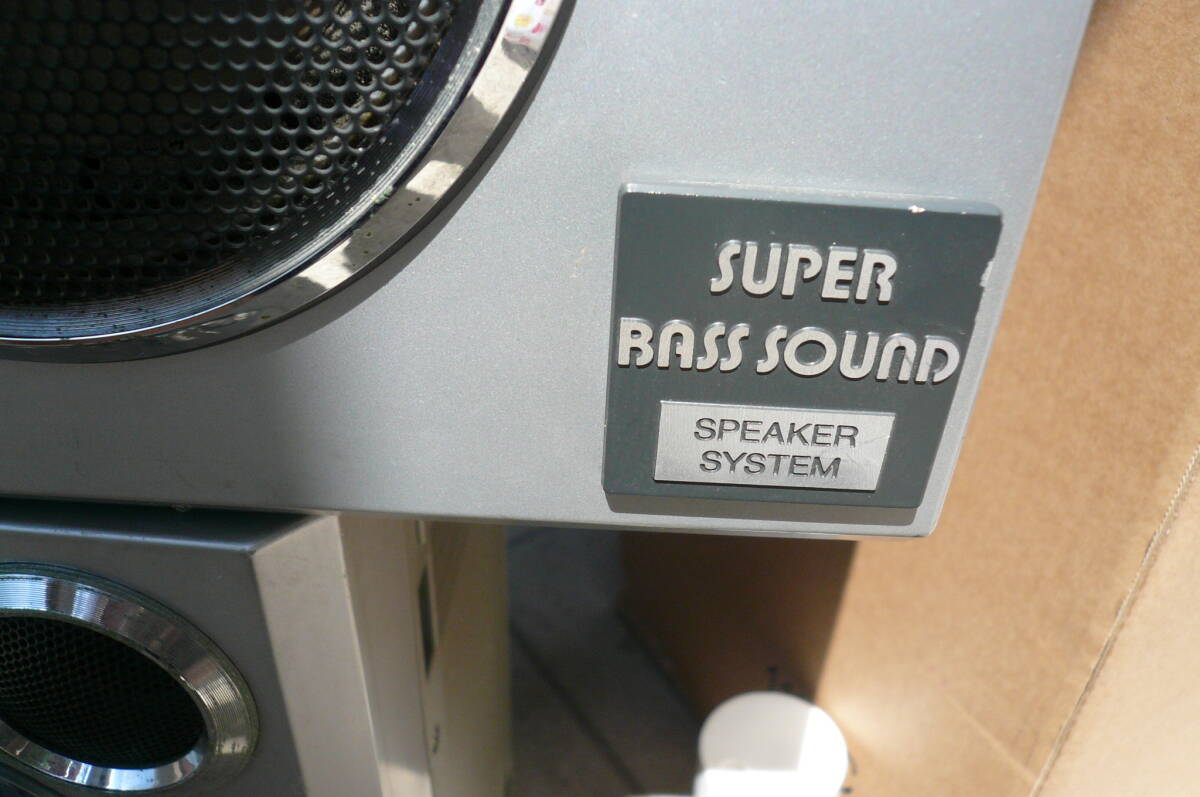 SUPER
BASS SOUND
SPEAKER
SYSTEM